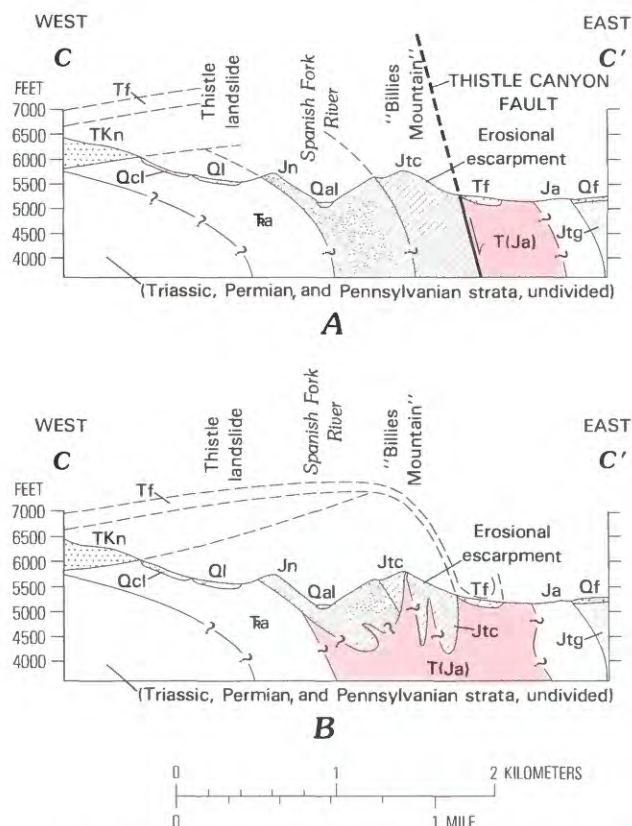 WEST
EAST
C
C'
FEET
7000
6500
6000
5500
5000
4500
4000
Tf
TKn
Qcl
Thistle
landslide
Ql
Jn
Spanish Fork
River
Qal
"Billies
Mountain"
Jtc
THISTLE CANYON
FAULT
Erosional
escarpment
Tf
Ja
Qf
Jtg
T(Ja)
?
?
?
?
?
(Triassic, Permian, and Pennsylvanian strata, undivided)
A
WEST
EAST
C
C'
FEET
7000
6500
6000
5500
5000
4500
4000
Tf
TKn
Qcl
Thistle
landslide
Ql
Jn
Spanish Fork
River
Qal
"Billies
Mountain"
Jtc
Erosional
escarpment
Tf
Ja
Qf
Jtg
Jtc
T(Ja)
(Triassic, Permian, and Pennsylvanian strata, undivided)
B
0 1 2 KILOMETERS
0 1 MILE